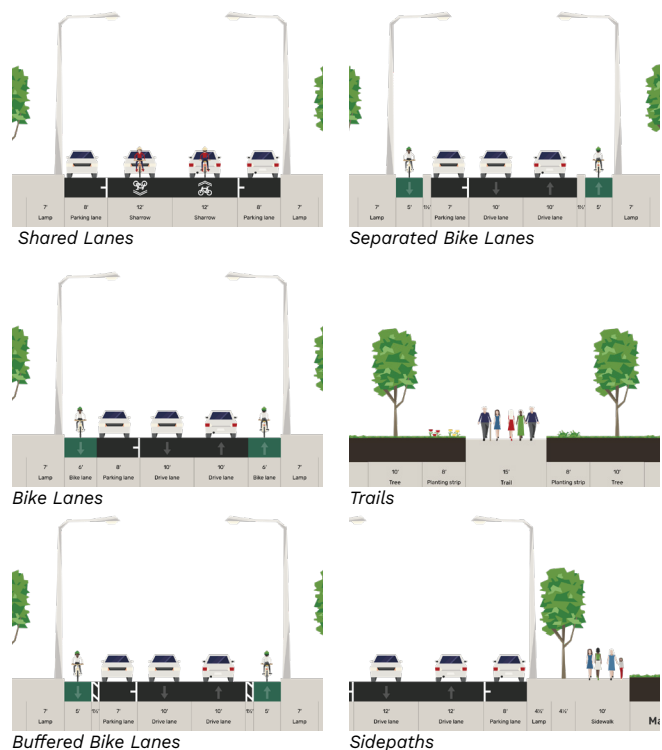 7' 8' 12' 12' 8' 7'
Lamp Parking lane Sharrow Sharrow Parking lane Lamp
Shared Lanes
7' 5' 1½' 7' 10' 10' 1½' 5' 7'
Lamp Parking lane Drive lane Drive lane Lamp
Separated Bike Lanes
7' 6' 8' 10' 10' 6' 7'
Lamp Bike lane Parking lane Drive lane Drive lane Bike lane Lamp
Bike Lanes
10' 8' 15' 8' 10'
Tree Planting strip Trail Planting strip Tree
Trails
7' 5' 1½' 7' 10' 10' 1½' 5' 7'
Lamp Parking lane Drive lane Drive lane Lamp
Buffered Bike Lanes
12' 12' 8' 4½' 4½' 10'
Drive lane Drive lane Parking lane Lamp Sidewalk Ma
Sidepaths